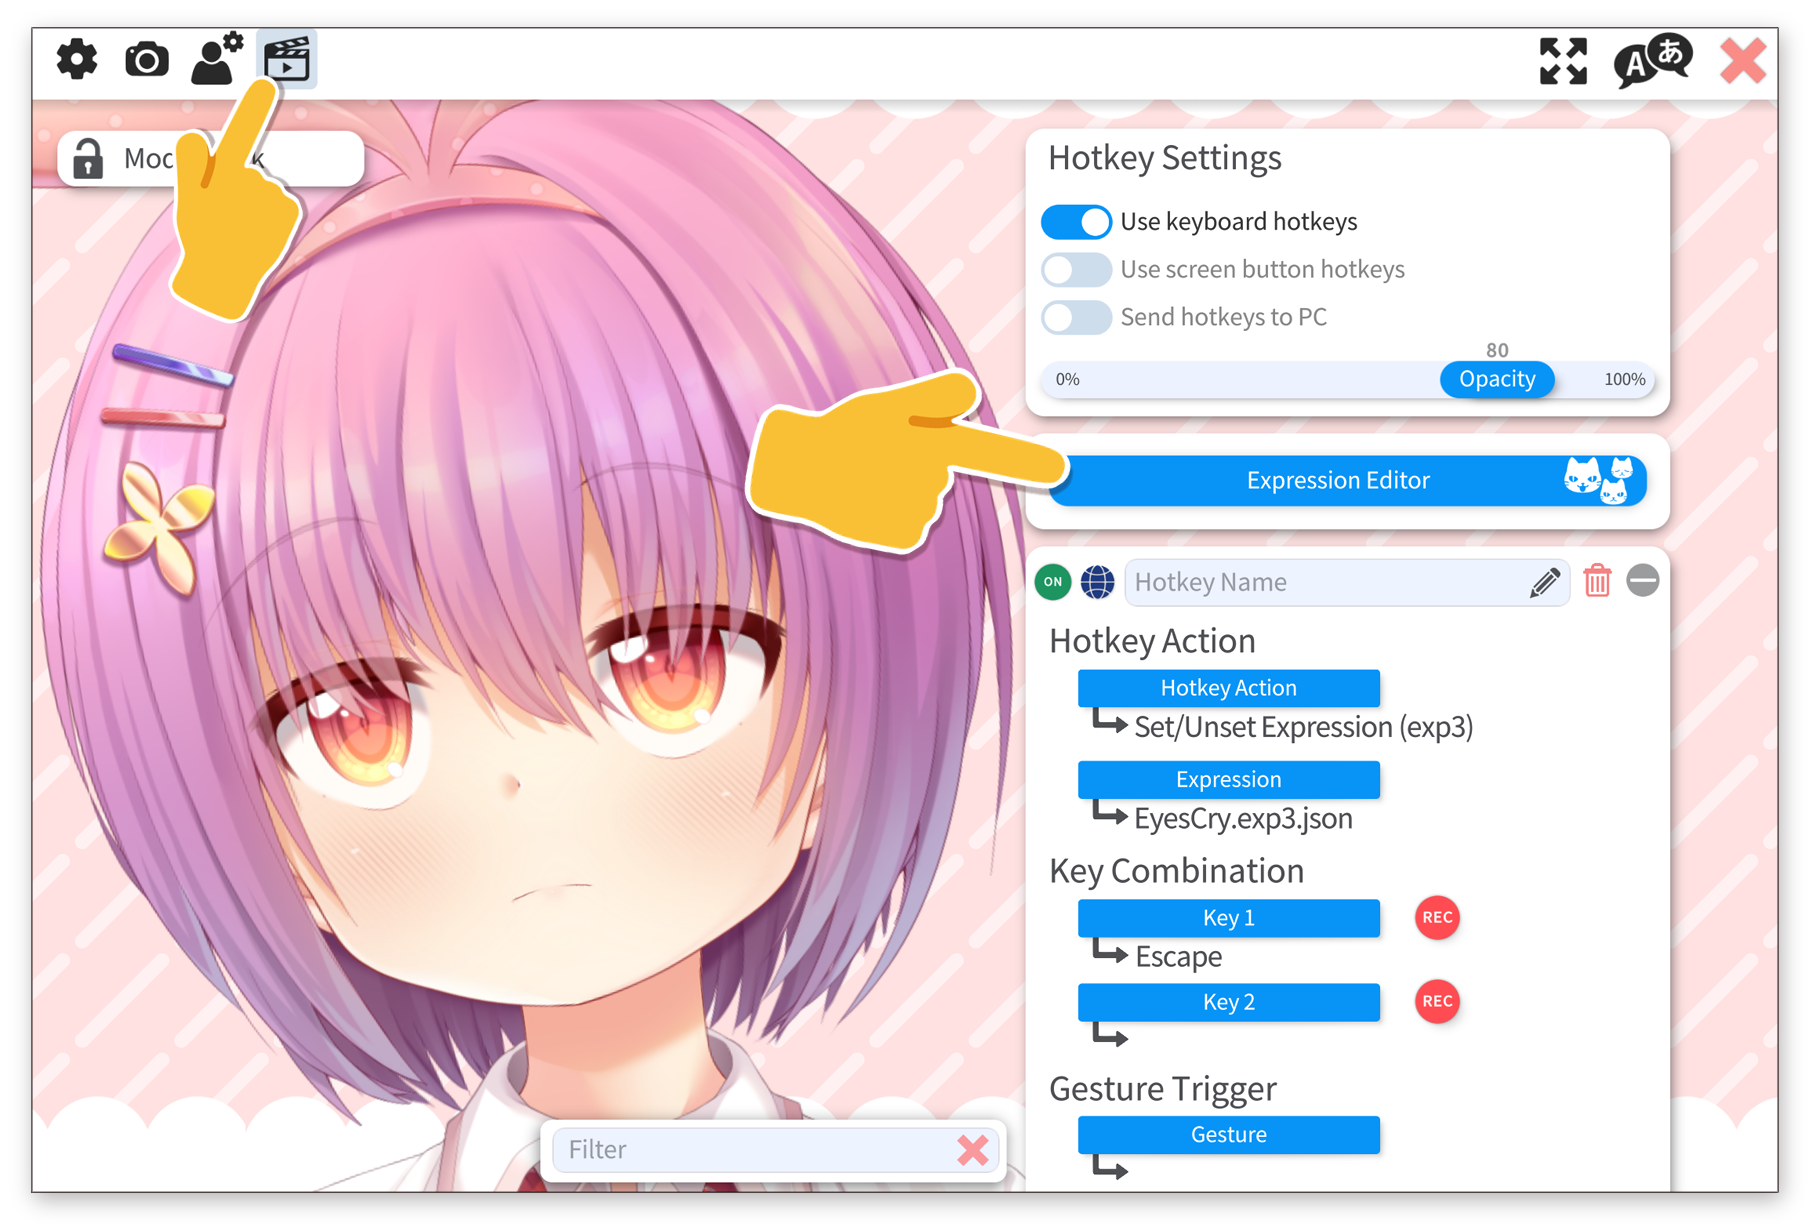 A あ
Hotkey Settings
Use keyboard hotkeys
Use screen button hotkeys
Send hotkeys to PC
80
0% Opacity 100%
Expression Editor
ON Hotkey Name
Hotkey Action
Hotkey Action
Set/Unset Expression (exp3)
Expression
EyesCry.exp3.json
Key Combination
Key 1 REC
Escape
Key 2 REC
Gesture Trigger
Gesture
Filter